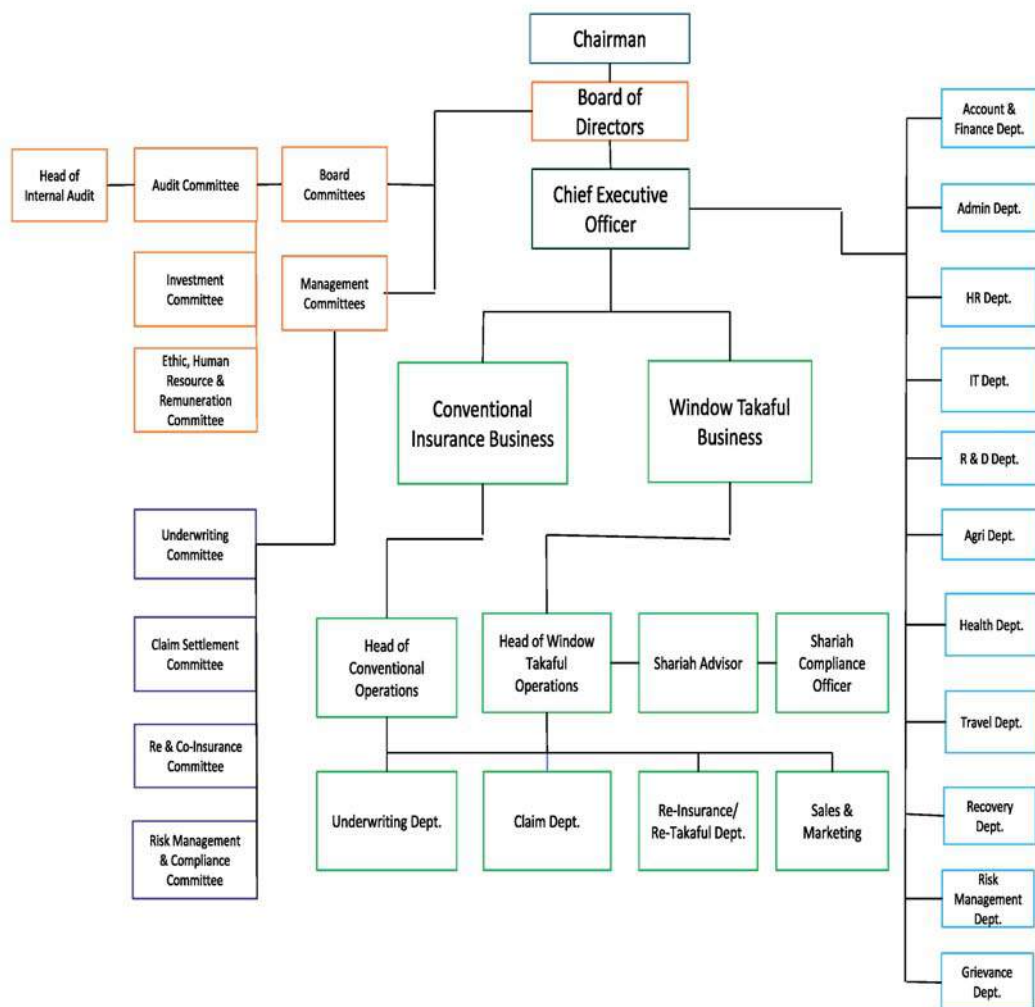 Chairman
Board of
Directors
Account &
Finance Dept.
Head of
Internal Audit
Audit Committee
Board
Committees
Chief Executive
Officer
Admin Dept.
Investment
Committee
Management
Committees
HR Dept.
Ethic, Human
Resource &
Remuneration
Committee
Conventional
Insurance Business
Window Takaful
Business
IT Dept.
R & D Dept.
Underwriting
Committee
Agri Dept.
Claim Settlement
Committee
Head of
Conventional
Operations
Head of Window
Takaful
Operations
Shariah Advisor
Shariah
Compliance
Officer
Health Dept.
Travel Dept.
Re & Co-Insurance
Committee
Underwriting Dept.
Claim Dept.
Re-Insurance/
Re-Takaful Dept.
Sales &
Marketing
Recovery
Dept.
Risk Management
& Compliance
Committee
Risk
Management
Dept.
Grievance
Dept.